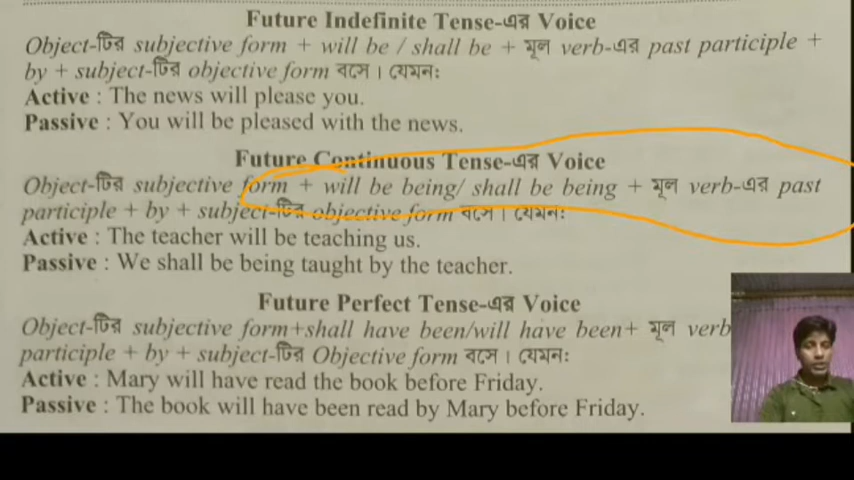 Future Indefinite Tense-এর Voice
Object-টির subjective form + will be / shall be + মূল verb-এর past participle +
by + subject-টির objective form বসে। যেমনঃ
Active : The news will please you.
Passive : You will be pleased with the news.
Future Continuous Tense-এর Voice
Object-টির subjective form + will be being/ shall be being + মূল verb-এর past
participle + by + subject-টির objective form বসে। যেমনঃ
Active : The teacher will be teaching us.
Passive : We shall be being taught by the teacher.
Future Perfect Tense-এর Voice
Object-টির subjective form+shall have been/will have been+ মূল verb
participle + by + subject-টির Objective form বসে। যেমনঃ
Active : Mary will have read the book before Friday.
Passive : The book will have been read by Mary before Friday.